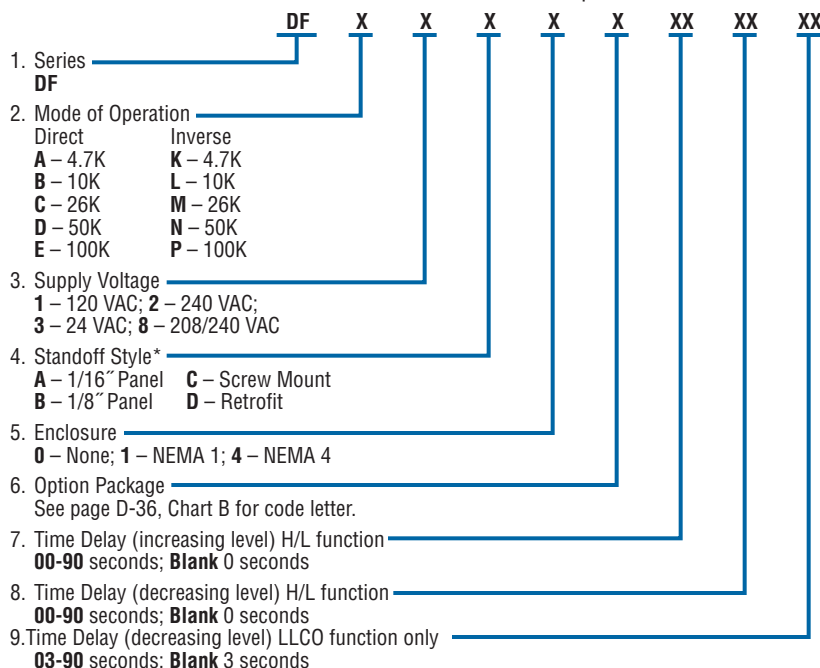 DF X X X X X XX XX XX
1. Series
DF
2. Mode of Operation
Direct Inverse
A – 4.7K K – 4.7K
B – 10K L – 10K
C – 26K M – 26K
D – 50K N – 50K
E – 100K P – 100K
3. Supply Voltage
1 – 120 VAC; 2 – 240 VAC;
3 – 24 VAC; 8 – 208/240 VAC
4. Standoff Style*
A – 1/16˝ Panel C – Screw Mount
B – 1/8˝ Panel D – Retrofit
5. Enclosure
0 – None; 1 – NEMA 1; 4 – NEMA 4
6. Option Package
See page D-36, Chart B for code letter.
7. Time Delay (increasing level) H/L function
00-90 seconds; Blank 0 seconds
8. Time Delay (decreasing level) H/L function
00-90 seconds; Blank 0 seconds
9.Time Delay (decreasing level) LLCO function only
03-90 seconds; Blank 3 seconds